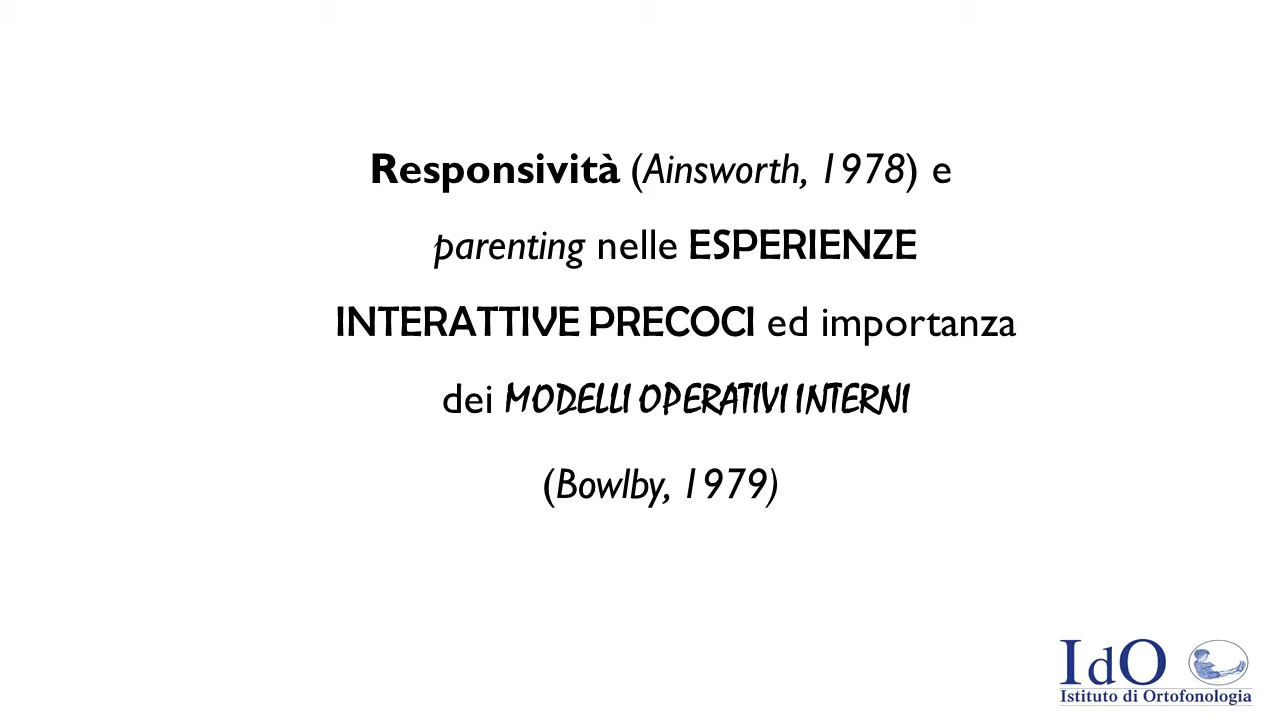 Responsività (Ainsworth, 1978) e
parenting nelle ESPERIENZE
INTERATTIVE PRECOCI ed importanza
dei MODELLI OPERATIVI INTERNI
(Bowlby, 1979)
IdO
Istituto di Ortofonologia